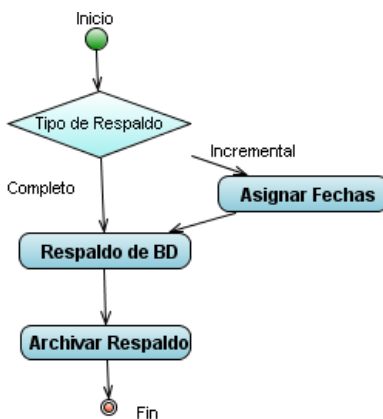 Inicio
Tipo de Respaldo
Incremental
Completo
Asignar Fechas
Respaldo de BD
Archivar Respaldo
Fin